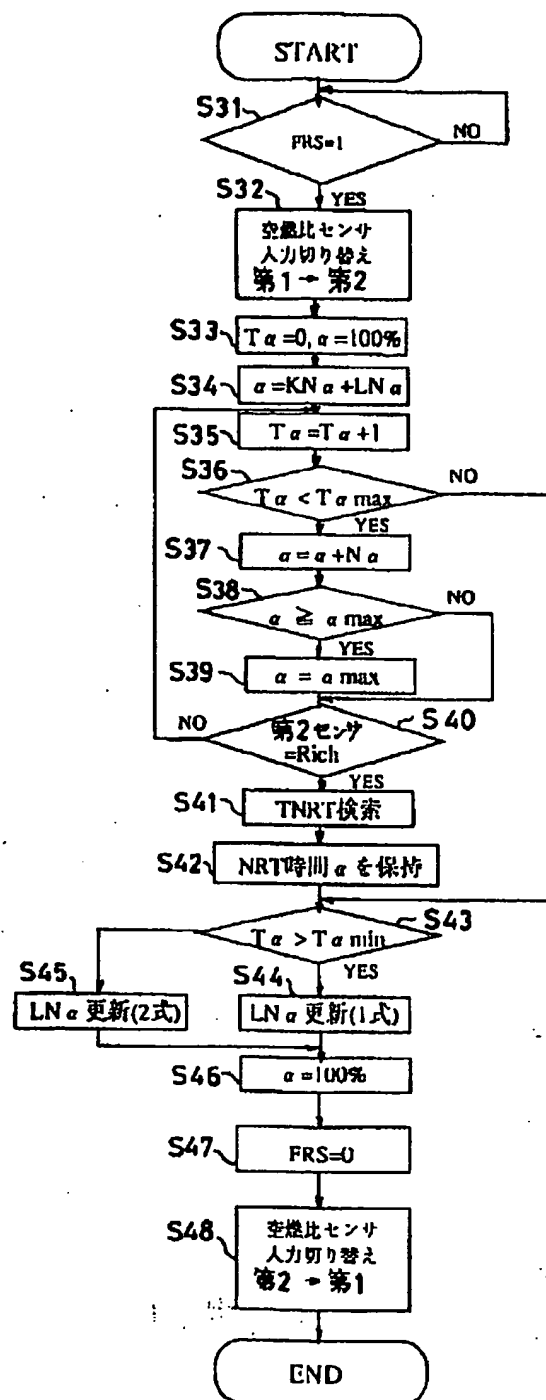 START
S31
FRS=1
NO
YES
S32
空燃比センサ
入力切り替え
第1→第2
S33
Tα=0, α=100%
S34
α=KNα+LNα
S35
Tα=Tα+1
S36
Tα<Tα max
NO
YES
S37
α=α+Nα
S38
α ≧ α max
NO
YES
S39
α = α max
NO
第2センサ
=Rich
S40
YES
S41
TNRT検索
S42
NRT時間αを保持
S43
Tα>Tα min
YES
S45
S44
LNα更新(2式)
LNα更新(1式)
S46
α=100%
S47
FRS=0
S48
空燃比センサ
入力切り替え
第2→第1
END